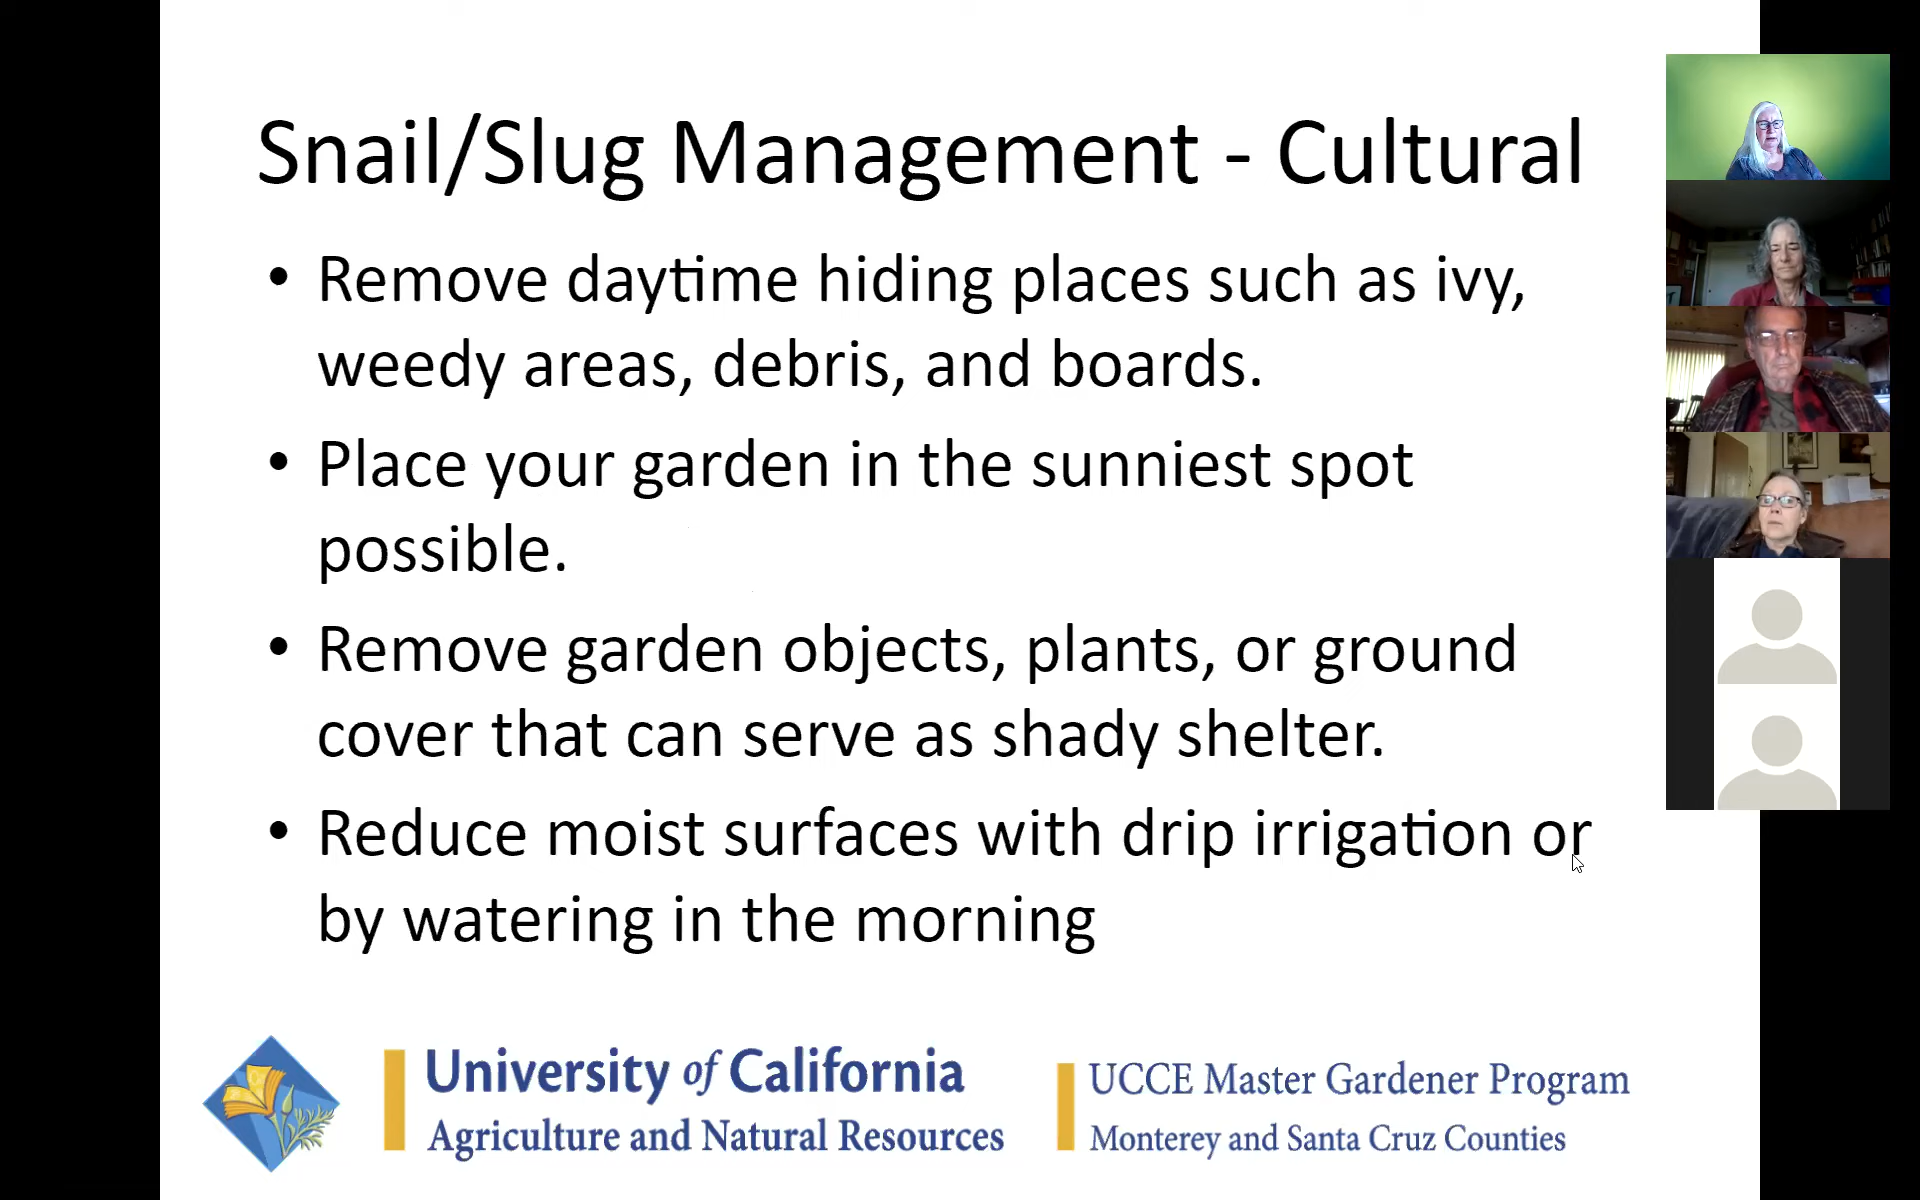 Snail/Slug Management - Cultural
• Remove daytime hiding places such as ivy,
weedy areas, debris, and boards.
• Place your garden in the sunniest spot
possible.
• Remove garden objects, plants, or ground
cover that can serve as shady shelter.
• Reduce moist surfaces with drip irrigation or
by watering in the morning
University of California
Agriculture and Natural Resources
UCCE Master Gardener Program
Monterey and Santa Cruz Counties